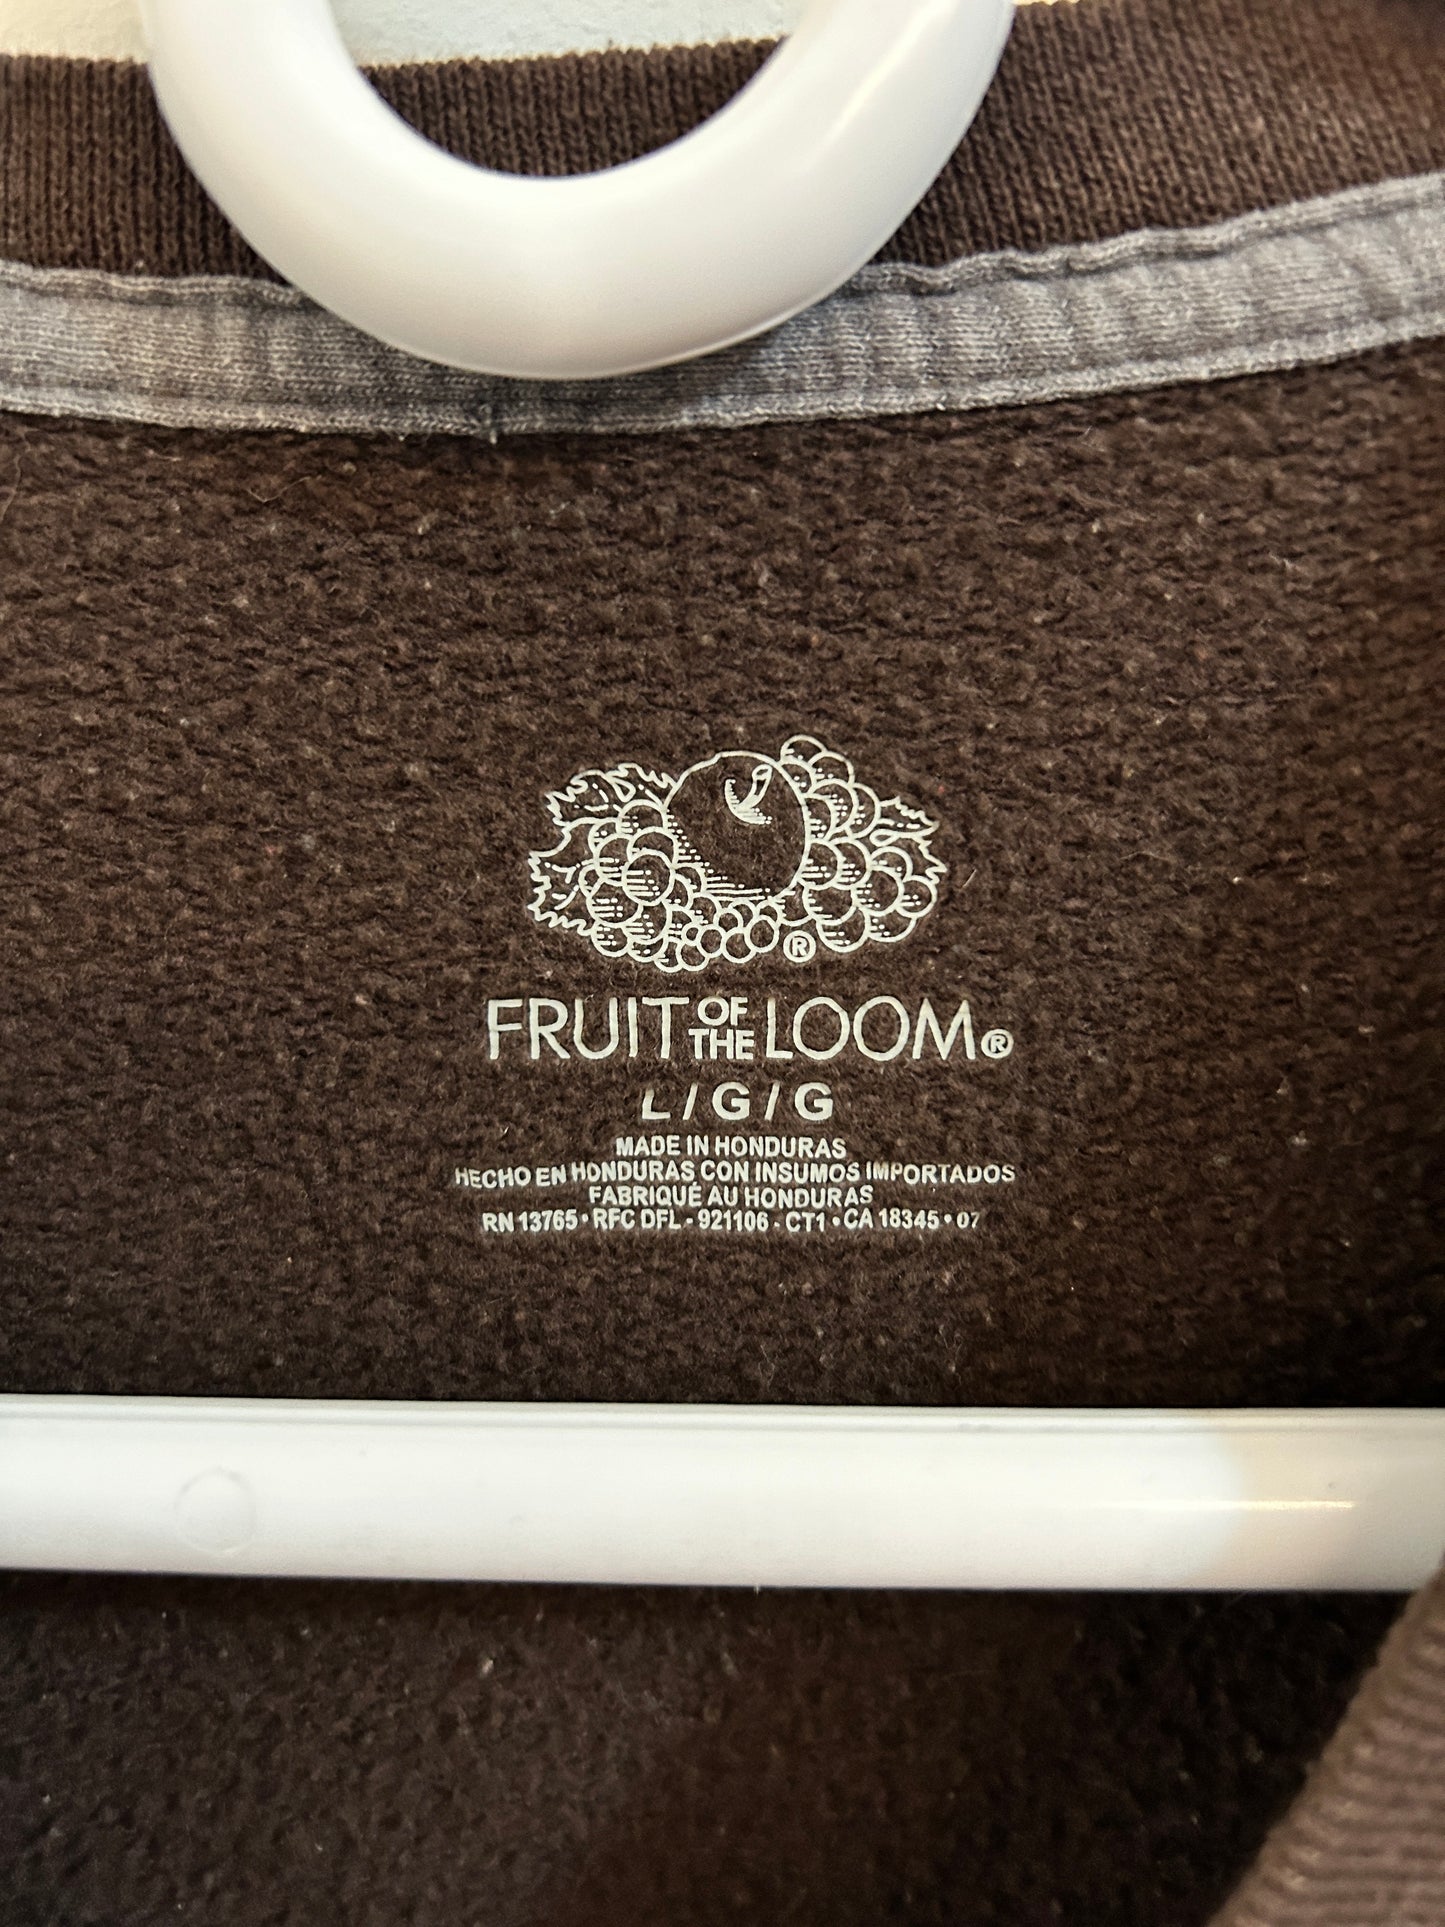 ®
FRUIT OF THE LOOM®
L / G / G
MADE IN HONDURAS
HECHO EN HONDURAS CON INSUMOS IMPORTADOS
FABRIQUÉ AU HONDURAS
RN 13765 • RFC DFL - 921106 - CT1 • CA 18345 • 07